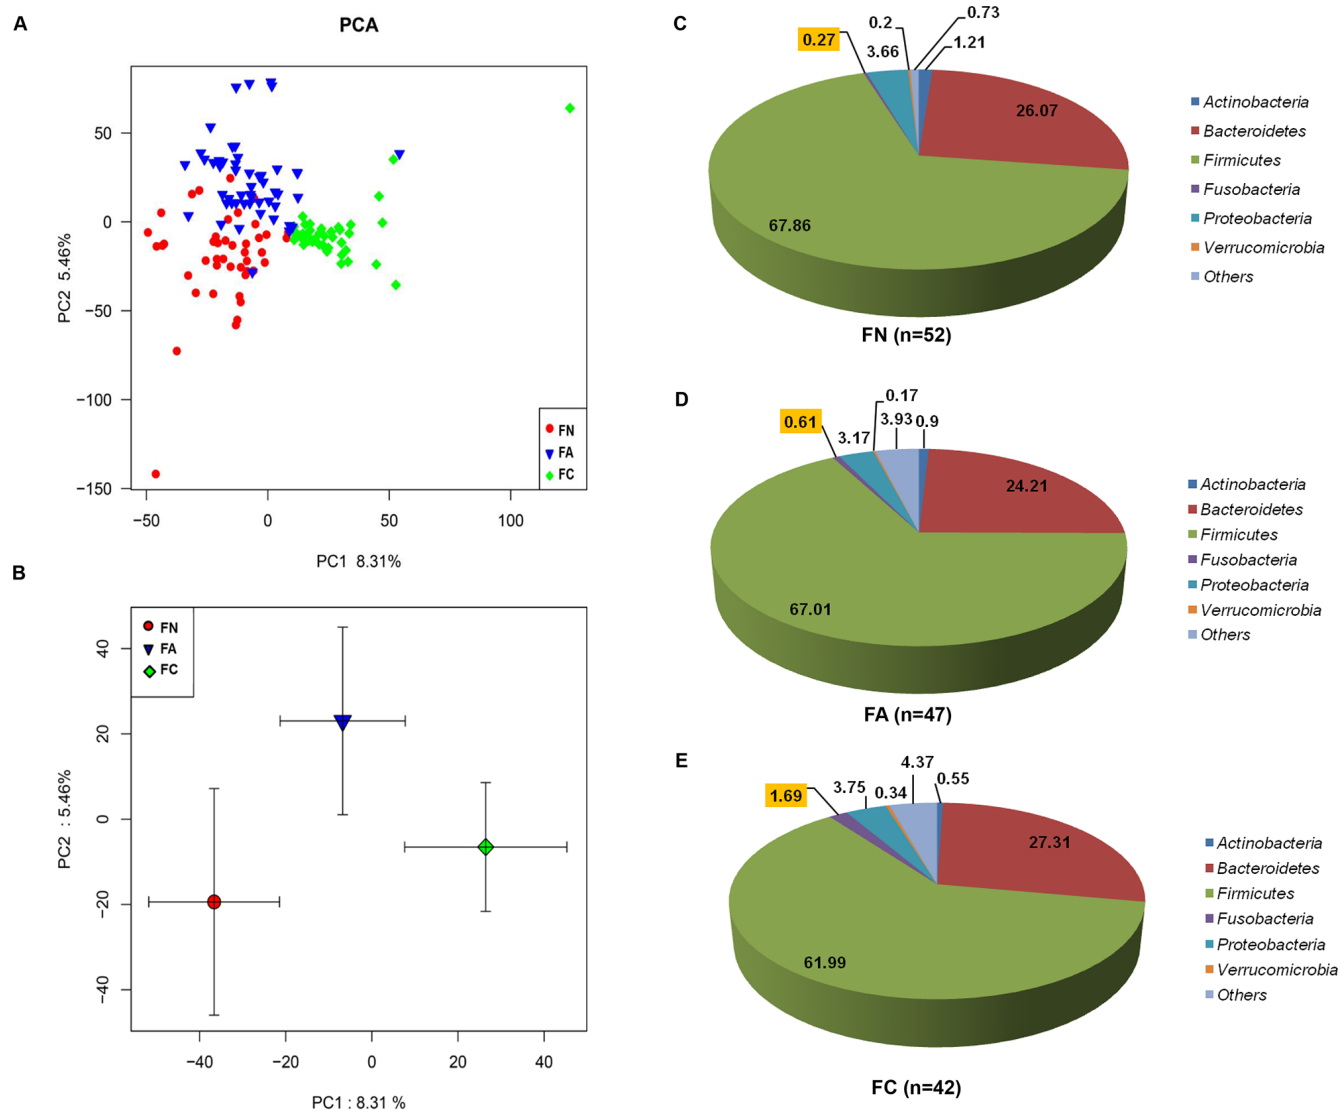 A
PCA
50
0
−50
−100
−150
PC2 5.46%
FN
FA
FC
−50
0
50
100
PC1 8.31%
B
FN
FA
FC
40
20
0
−20
−40
PC2 : 5.46%
−40
−20
0
20
40
PC1 : 8.31 %
C
0.27
3.66
0.2
0.73
1.21
26.07
67.86
Actinobacteria
Bacteroidetes
Firmicutes
Fusobacteria
Proteobacteria
Verrucomicrobia
Others
FN (n=52)
D
0.61
3.17
0.17
3.93
0.9
24.21
67.01
Actinobacteria
Bacteroidetes
Firmicutes
Fusobacteria
Proteobacteria
Verrucomicrobia
Others
FA (n=47)
E
1.69
3.75
0.34
4.37
0.55
27.31
61.99
Actinobacteria
Bacteroidetes
Firmicutes
Fusobacteria
Proteobacteria
Verrucomicrobia
Others
FC (n=42)